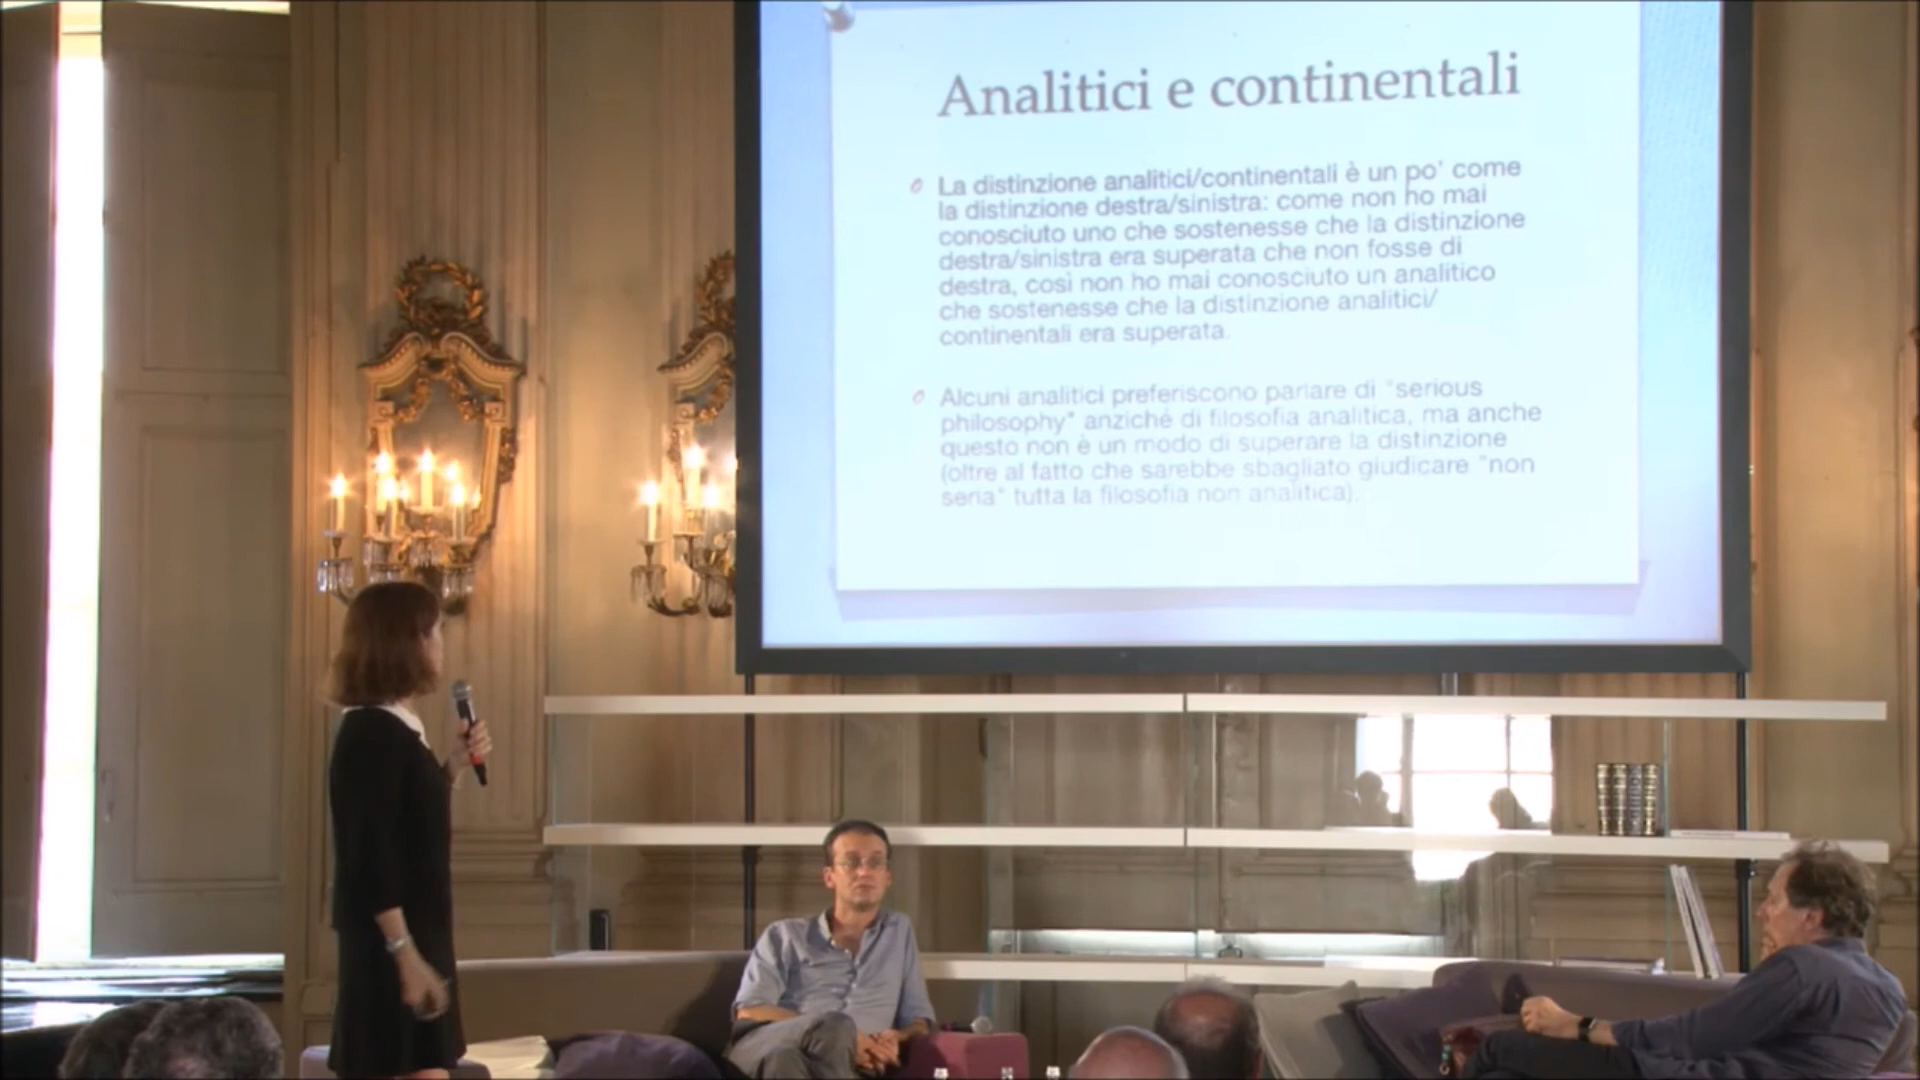 Analitici e continentali
La distinzione analitici/continentali è un po' come
la distinzione destra/sinistra: come non ho mai
conosciuto uno che sostenesse che la distinzione
destra/sinistra era superata che non fosse di
destra, così non ho mai conosciuto un analitico
che sostenesse che la distinzione analitici/
continentali era superata.
Alcuni analitici preferiscono parlare di "serious
philosophy" anziché di filosofia analitica, ma anche
questo non è un modo di superare la distinzione
(oltre al fatto che sarebbe sbagliato giudicare "non
seria" tutta la filosofia non analitica).